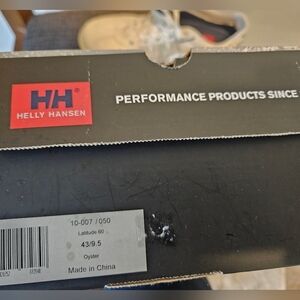 HH
HELLY HANSEN
PERFORMANCE PRODUCTS SINCE
10-007 / 050
Latitude 60
43/9.5
Oyster
Made in China